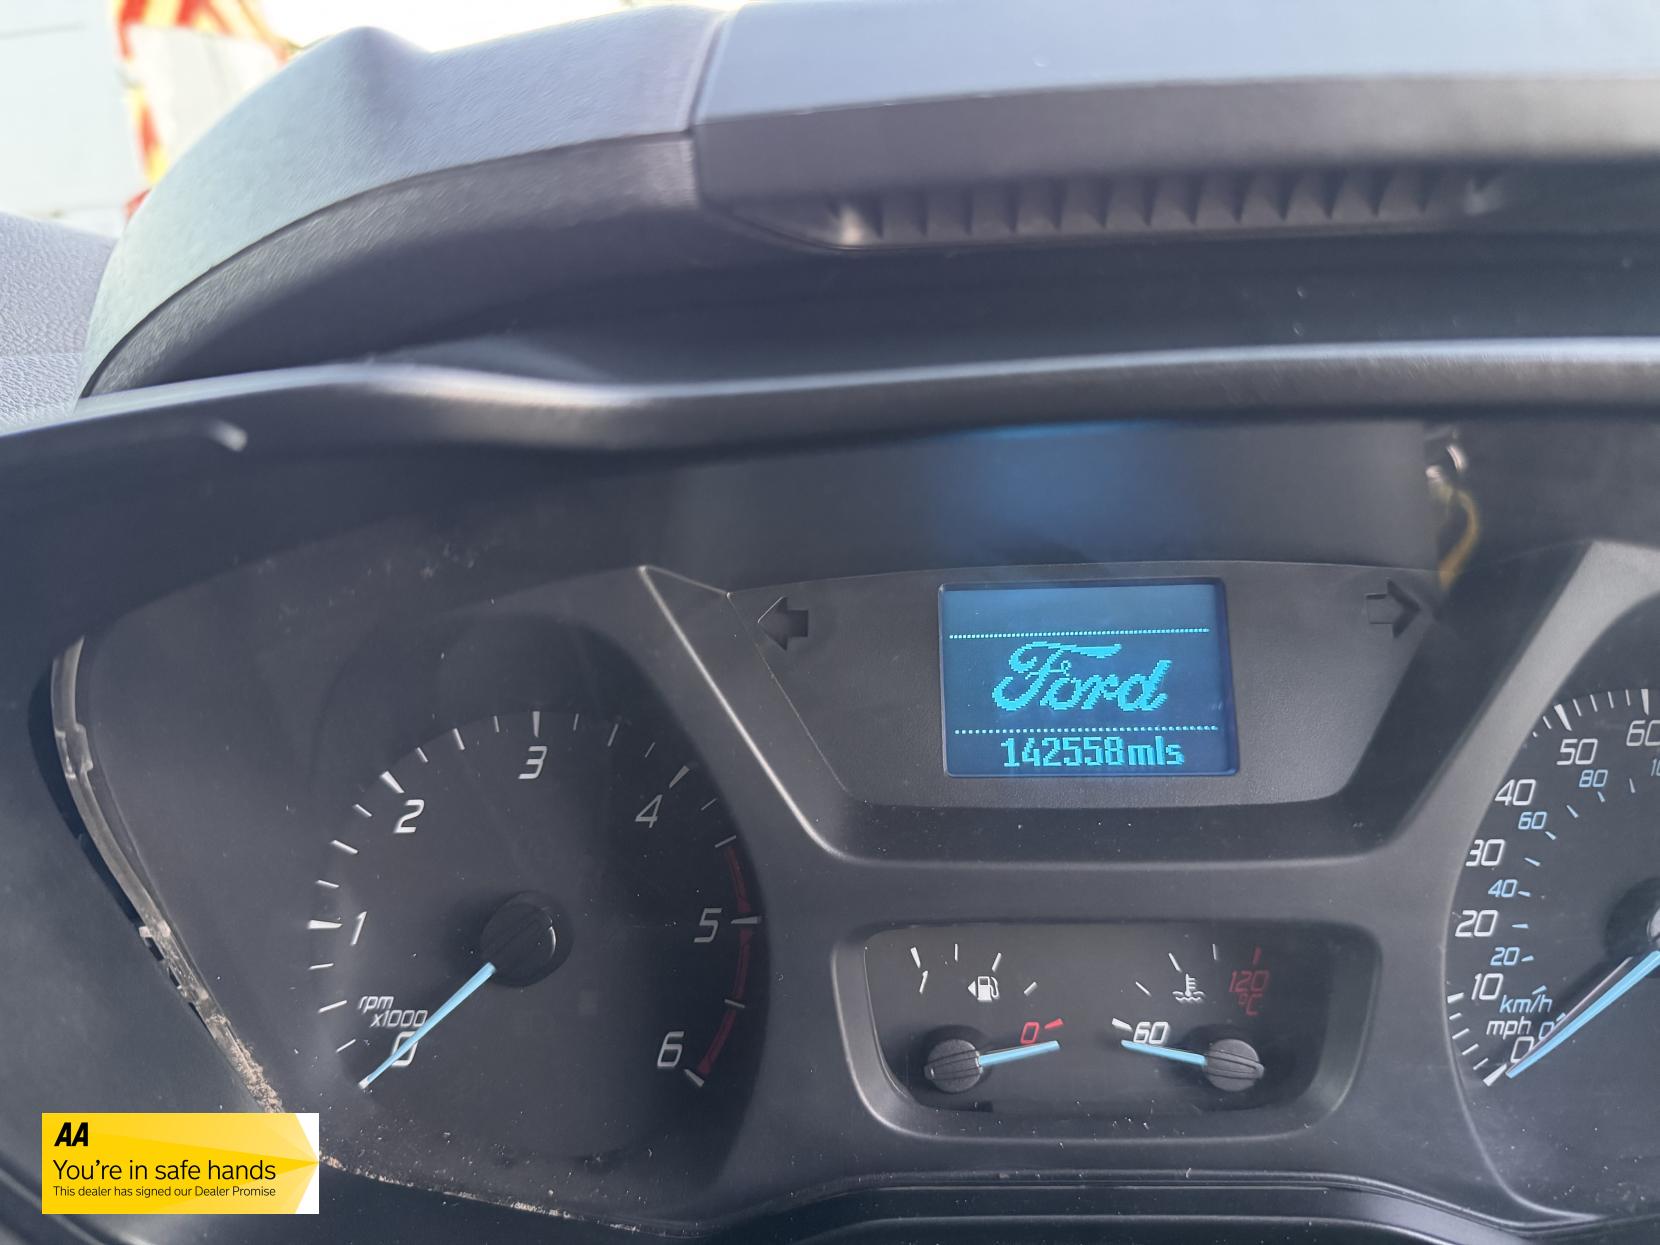 Ford
142558mls
0
1
2
3
4
5
6
rpm
x1000
1
0
60
120
°C
0
10
20
30
40
50
60
mph
km/h
0
20
40
60
80
AA
You're in safe hands
This dealer has signed our Dealer Promise